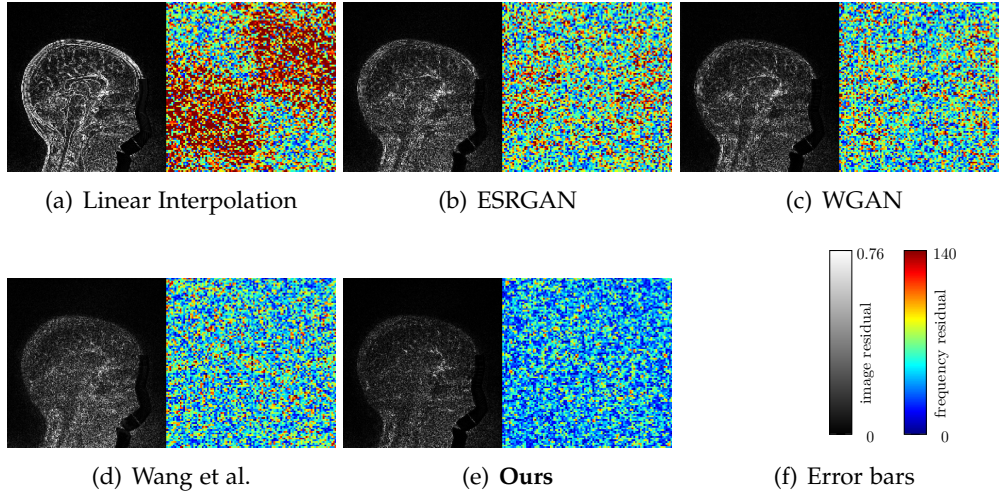 (a) Linear Interpolation
(b) ESRGAN
(c) WGAN
(d) Wang et al.
(e) Ours
0.76
image residual
0
140
frequency residual
0
(f) Error bars